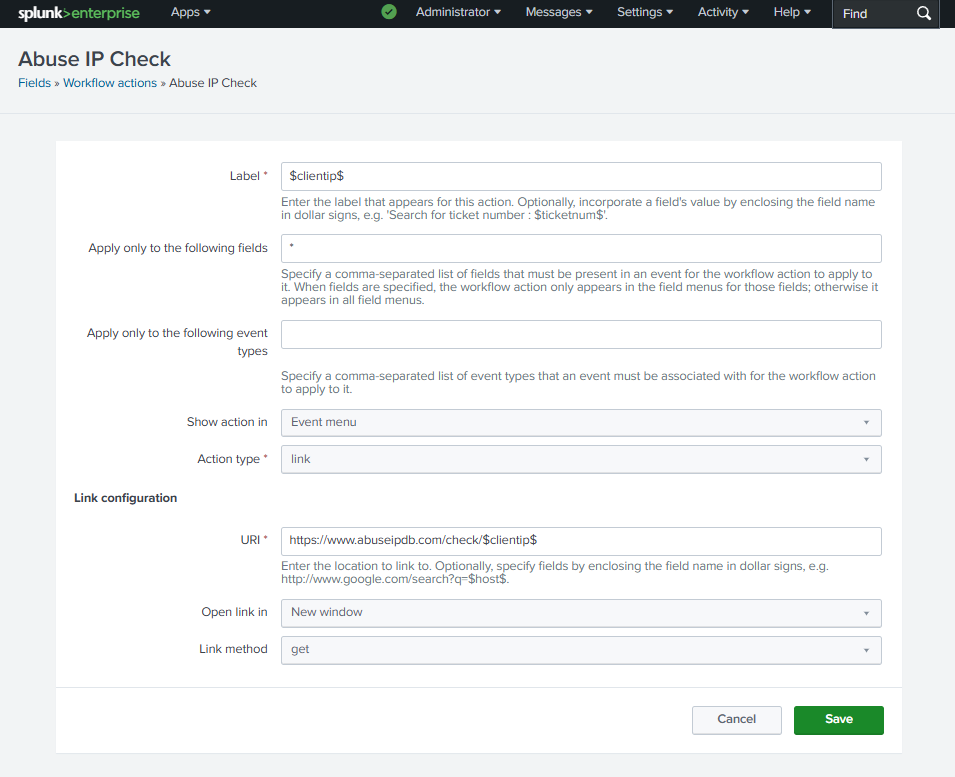 splunk>enterprise Apps ▾ Administrator ▾ Messages ▾ Settings ▾ Activity ▾ Help ▾ Find
Abuse IP Check
Fields » Workflow actions » Abuse IP Check
Label * $clientip$
Enter the label that appears for this action. Optionally, incorporate a field's value by enclosing the field name
in dollar signs, e.g. 'Search for ticket number : $ticketnum$'.
Apply only to the following fields *
Specify a comma-separated list of fields that must be present in an event for the workflow action to apply to
it. When fields are specified, the workflow action only appears in the field menus for those fields; otherwise it
appears in all field menus.
Apply only to the following event
types
Specify a comma-separated list of event types that an event must be associated with for the workflow action
to apply to it.
Show action in Event menu
Action type * link
Link configuration
URI * https://www.abuseipdb.com/check/$clientip$
Enter the location to link to. Optionally, specify fields by enclosing the field name in dollar signs, e.g.
http://www.google.com/search?q=$host$.
Open link in New window
Link method get
Cancel Save